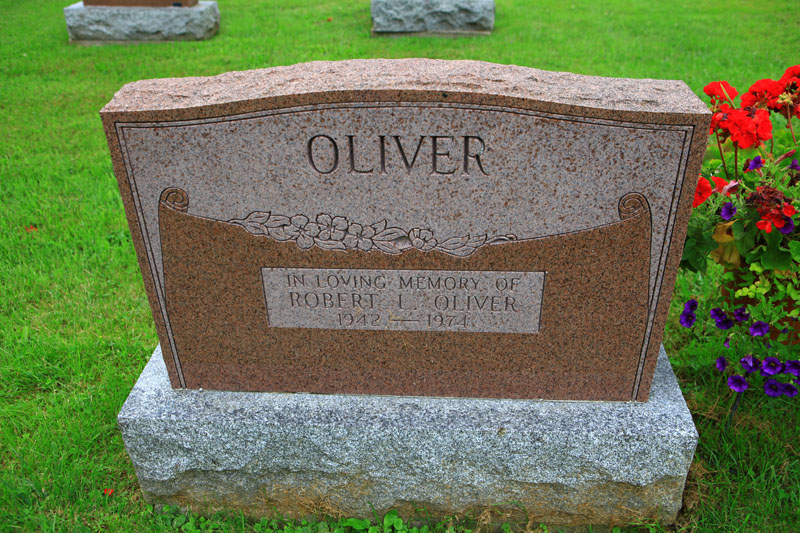 OLIVER
IN LOVING MEMORY OF
ROBERT L. OLIVER
1942 — 1974